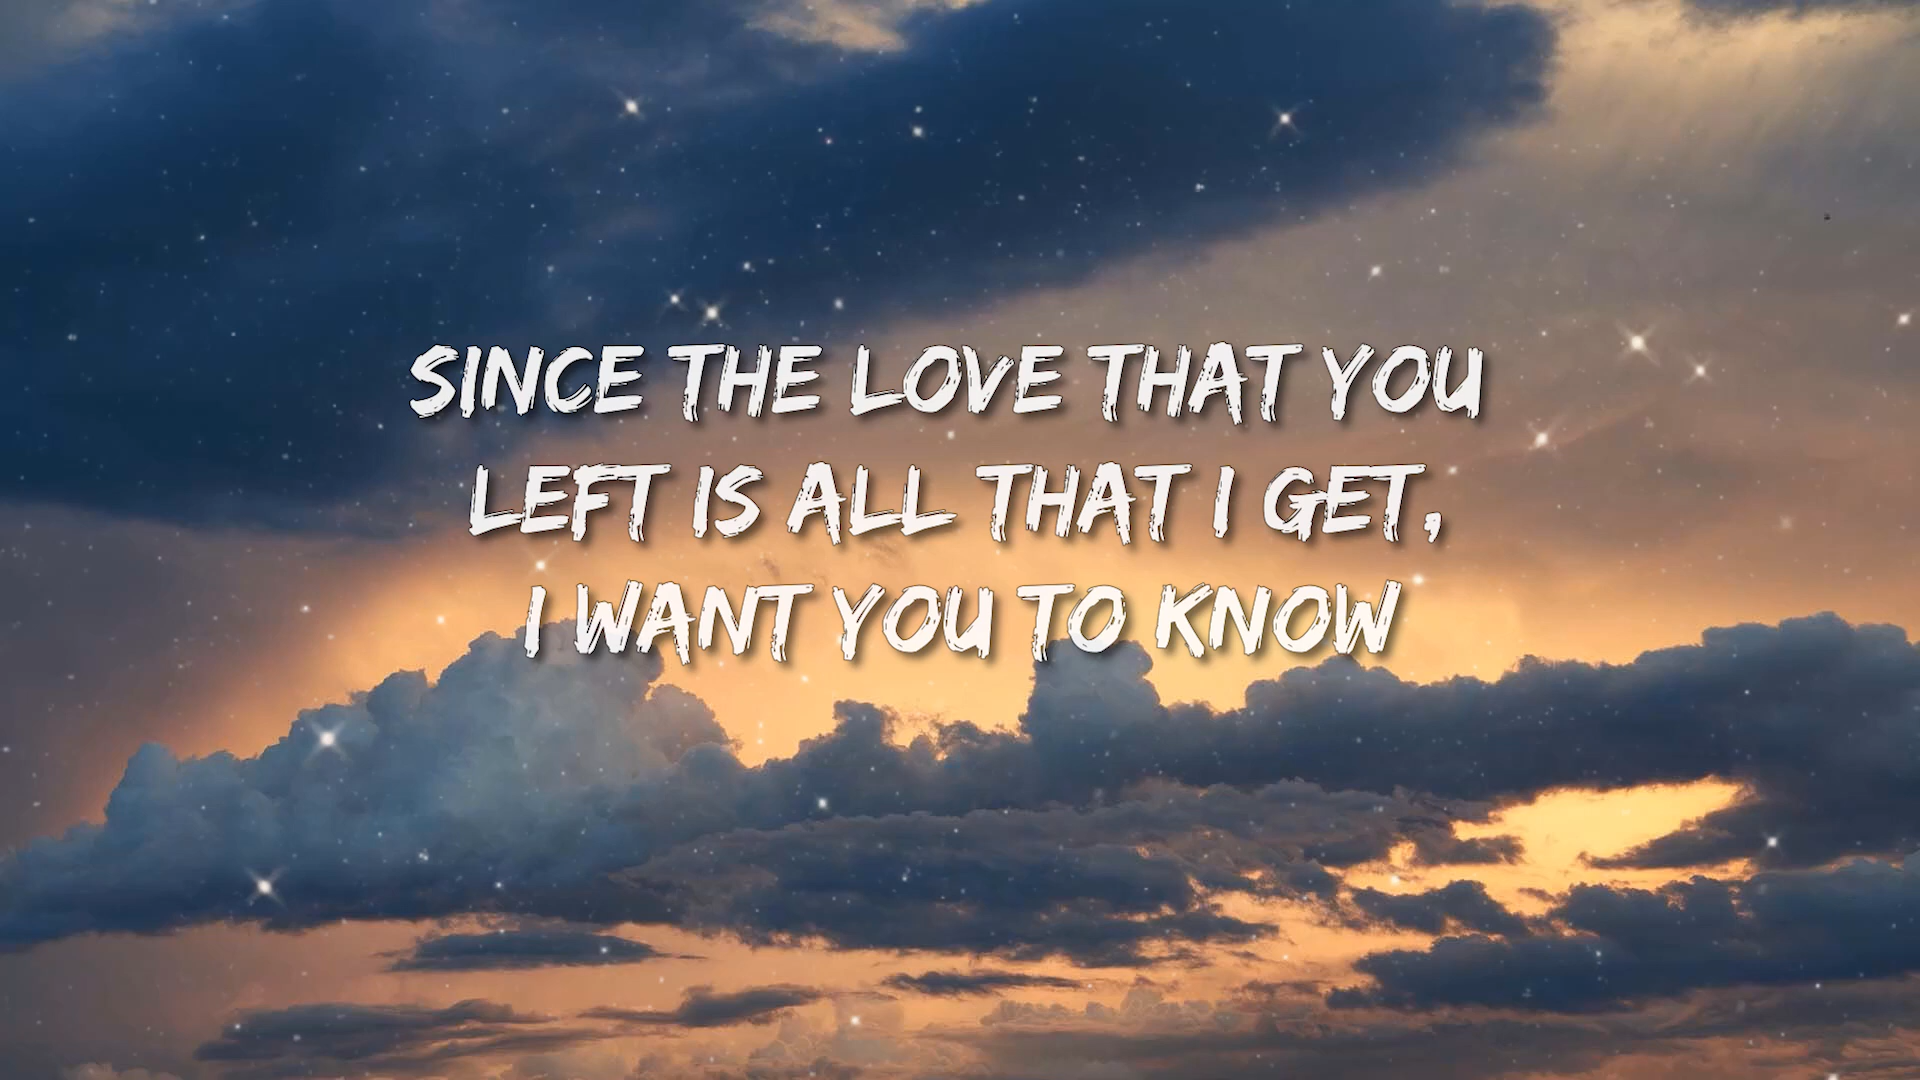 SINCE THE LOVE THAT YOU
LEFT IS ALL THAT I GET,
I WANT YOU TO KNOW